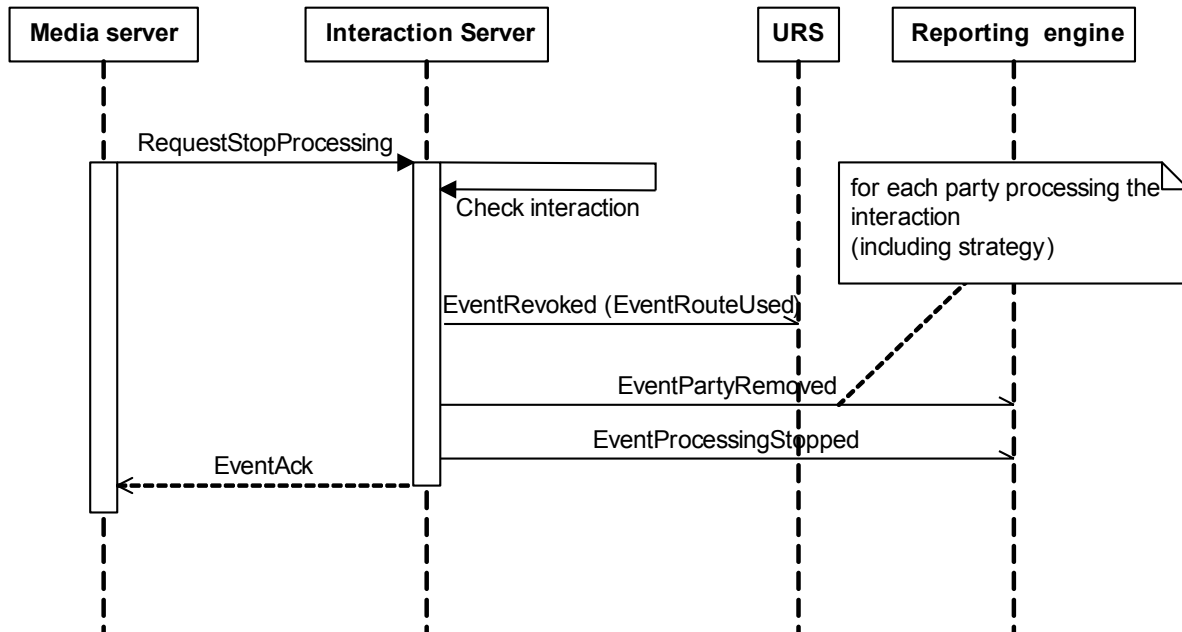 Media server
Interaction Server
URS
Reporting engine
RequestStopProcessing
Check interaction
for each party processing the
interaction
(including strategy)
EventRevoked (EventRouteUsed)
EventPartyRemoved
EventProcessingStopped
EventAck